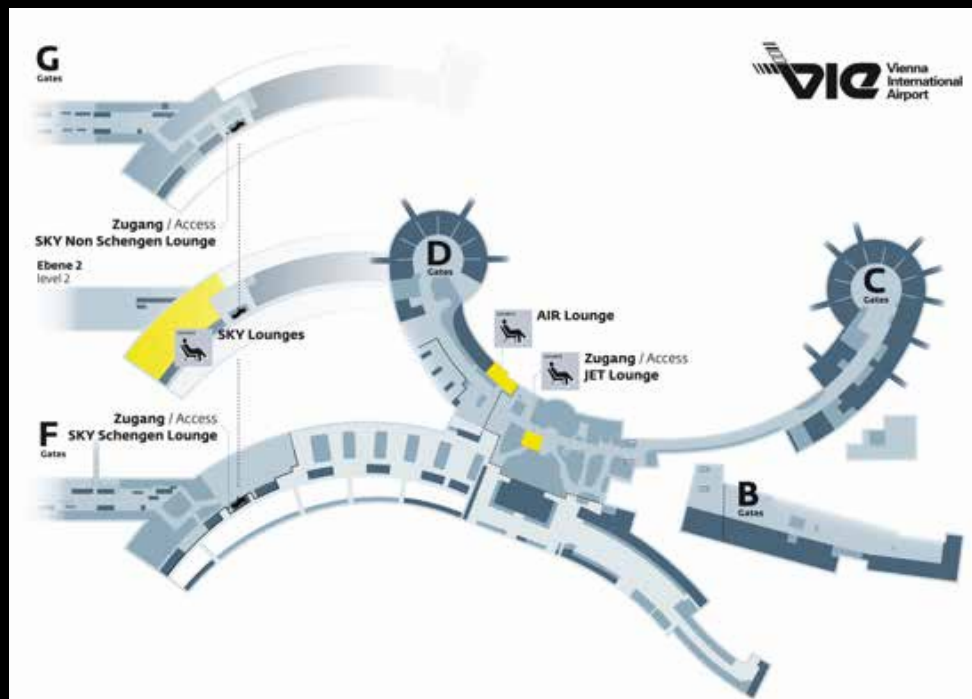 G
Gates
VIE Vienna
International
Airport
Zugang / Access
SKY Non Schengen Lounge
Ebene 2
level 2
D
Gates
C
Gates
AIR Lounge
SKY Lounges
Zugang / Access
JET Lounge
Zugang / Access
SKY Schengen Lounge
F
Gates
B
Gates